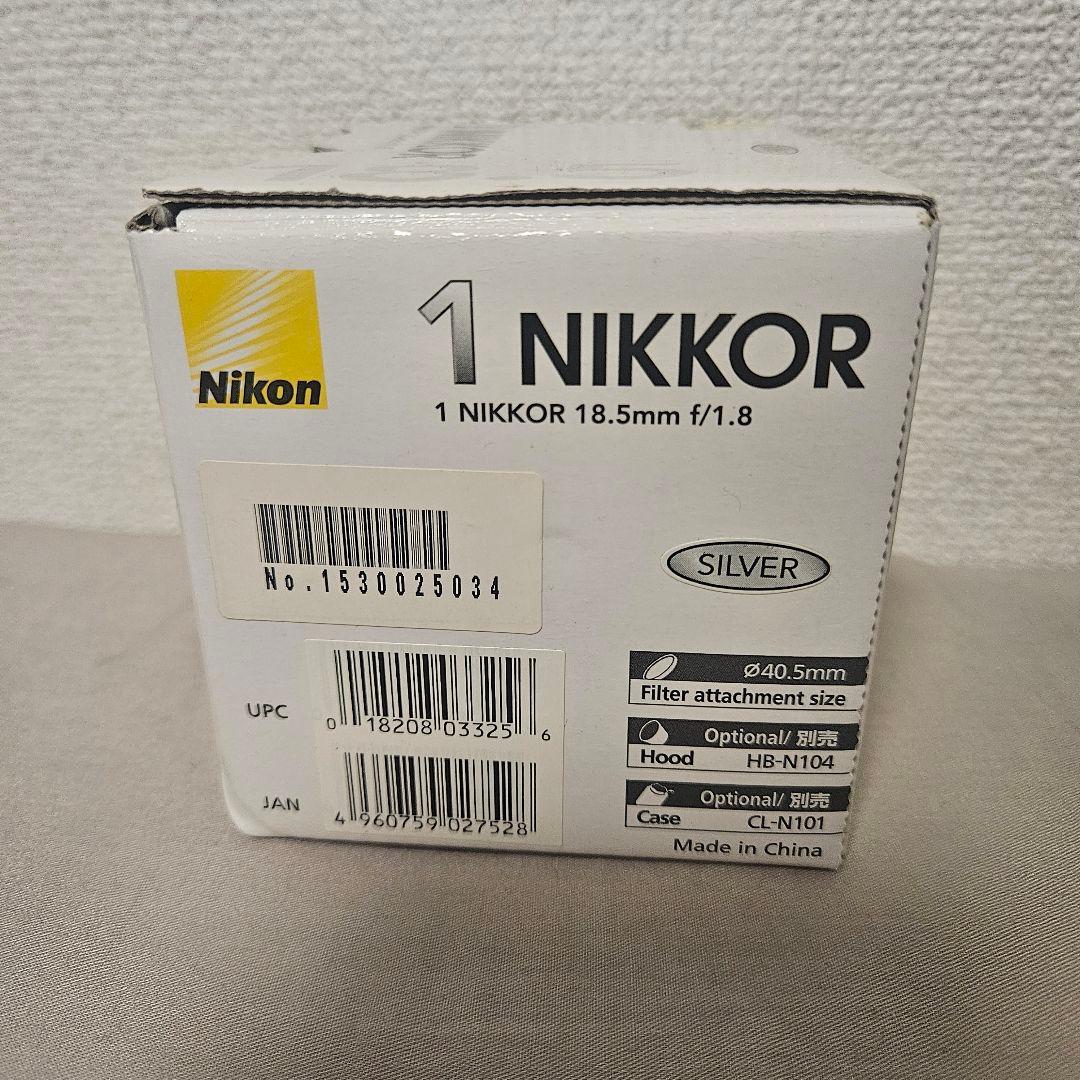 Nikon
1 NIKKOR
1 NIKKOR 18.5mm f/1.8
No.1530025034
SILVER
UPC
0 18208 03325 6
JAN
4 960759 027528
Ø40.5mm
Filter attachment size
Optional/ 別売
Hood HB-N104
Optional/ 別売
Case CL-N101
Made in China